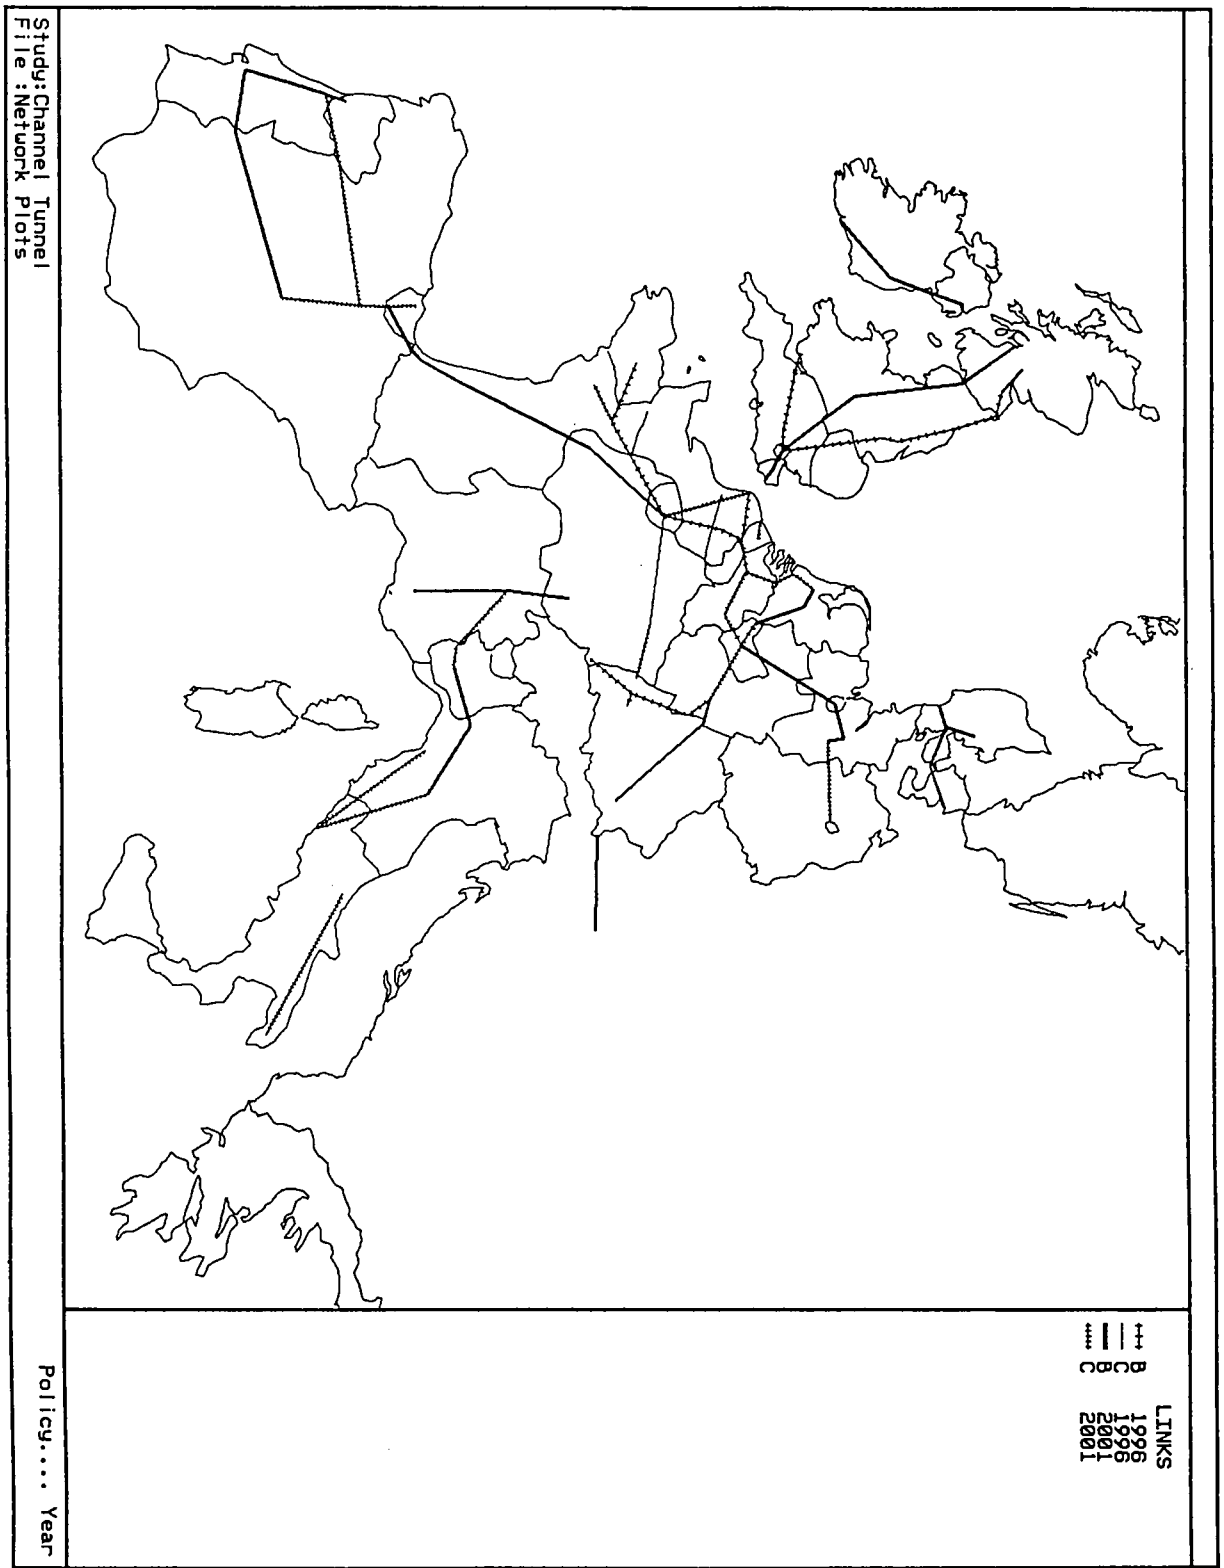 LINKS
B 1996
C 1996
B 2001
C 2001
Study:Channel Tunnel
File :Network Plots
Policy.... Year